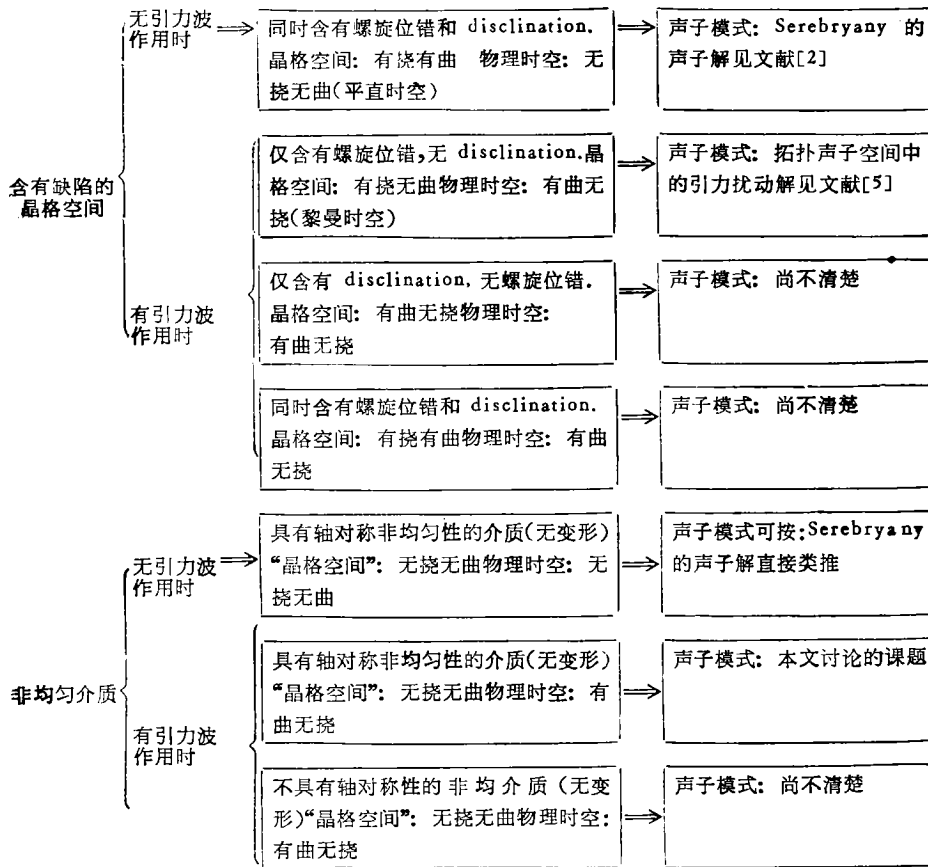 无引力波
作用时
同时含有螺旋位错和 disclination.
晶格空间: 有挠有曲 物理时空: 无
挠无曲(平直时空)
声子模式: Serebryany 的
声子解见文献[2]
含有缺陷的
晶格空间
仅含有螺旋位错,无 disclination.晶
格空间: 有挠无曲物理时空: 有曲无
挠(黎曼时空)
声子模式: 拓扑声子空间中
的引力扰动解见文献[5]
有引力波
作用时
仅含有 disclination, 无螺旋位错.
晶格空间: 有曲无挠物理时空:
有曲无挠
声子模式: 尚不清楚
同时含有螺旋位错和 disclination.
晶格空间: 有挠有曲物理时空: 有曲
无挠
声子模式: 尚不清楚
非均匀介质
无引力波
作用时
具有轴对称非均匀性的介质(无变形)
“晶格空间”: 无挠无曲物理时空: 无
挠无曲
声子模式可按:Serebryany
的声子解直接类推
有引力波
作用时
具有轴对称非均匀性的介质(无变形)
“晶格空间”: 无挠无曲物理时空: 有
曲无挠
声子模式: 本文讨论的课题
不具有轴对称性的非均介质(无变
形)“晶格空间”: 无挠无曲物理时空:
有曲无挠
声子模式: 尚不清楚